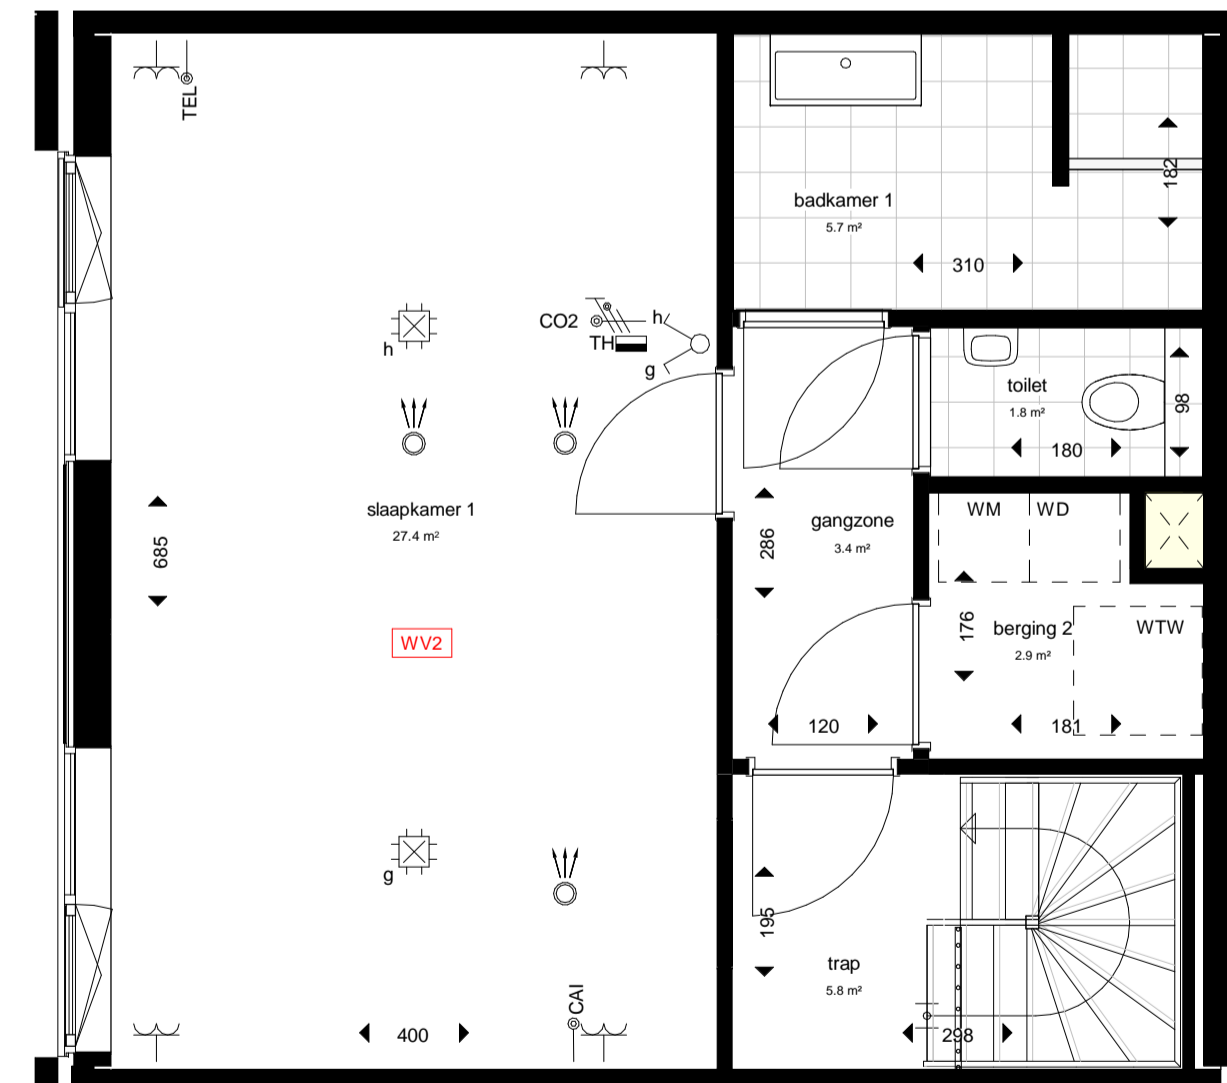 TEL
badkamer 1
5.7 m²
182
310
CO2
h
TH
g
h
toilet
1.8 m²
98
180
slaapkamer 1
27.4 m²
685
286
gangzone
3.4 m²
WM
WD
176
berging 2
2.9 m²
WTW
WV2
120
181
g
195
trap
5.8 m²
CAI
400
298